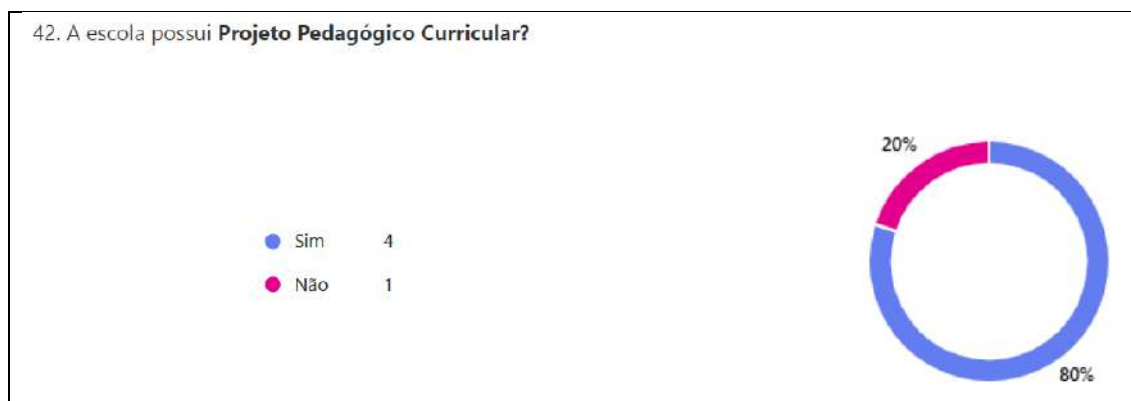 42. A escola possui Projeto Pedagógico Curricular?
20%
Sim 4
Não 1
80%